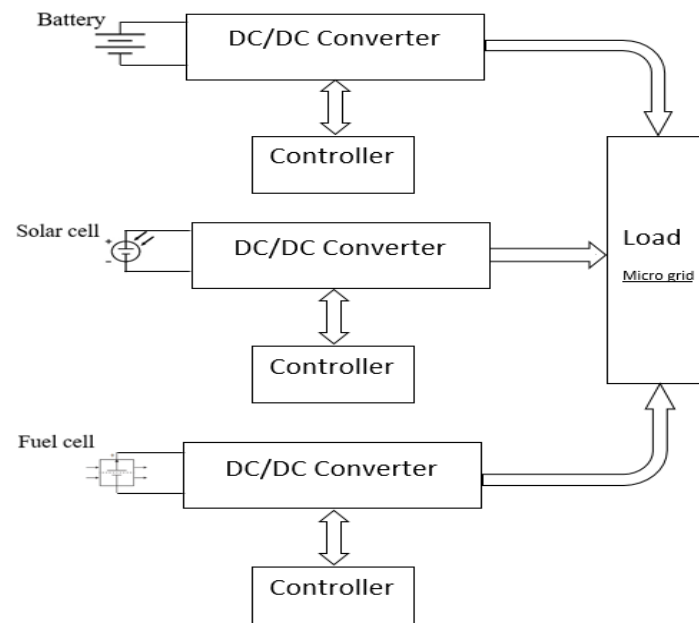 Battery
DC/DC Converter
Controller
Solar cell
+
-
DC/DC Converter
Load
Micro grid
Controller
Fuel cell
DC/DC Converter
Controller